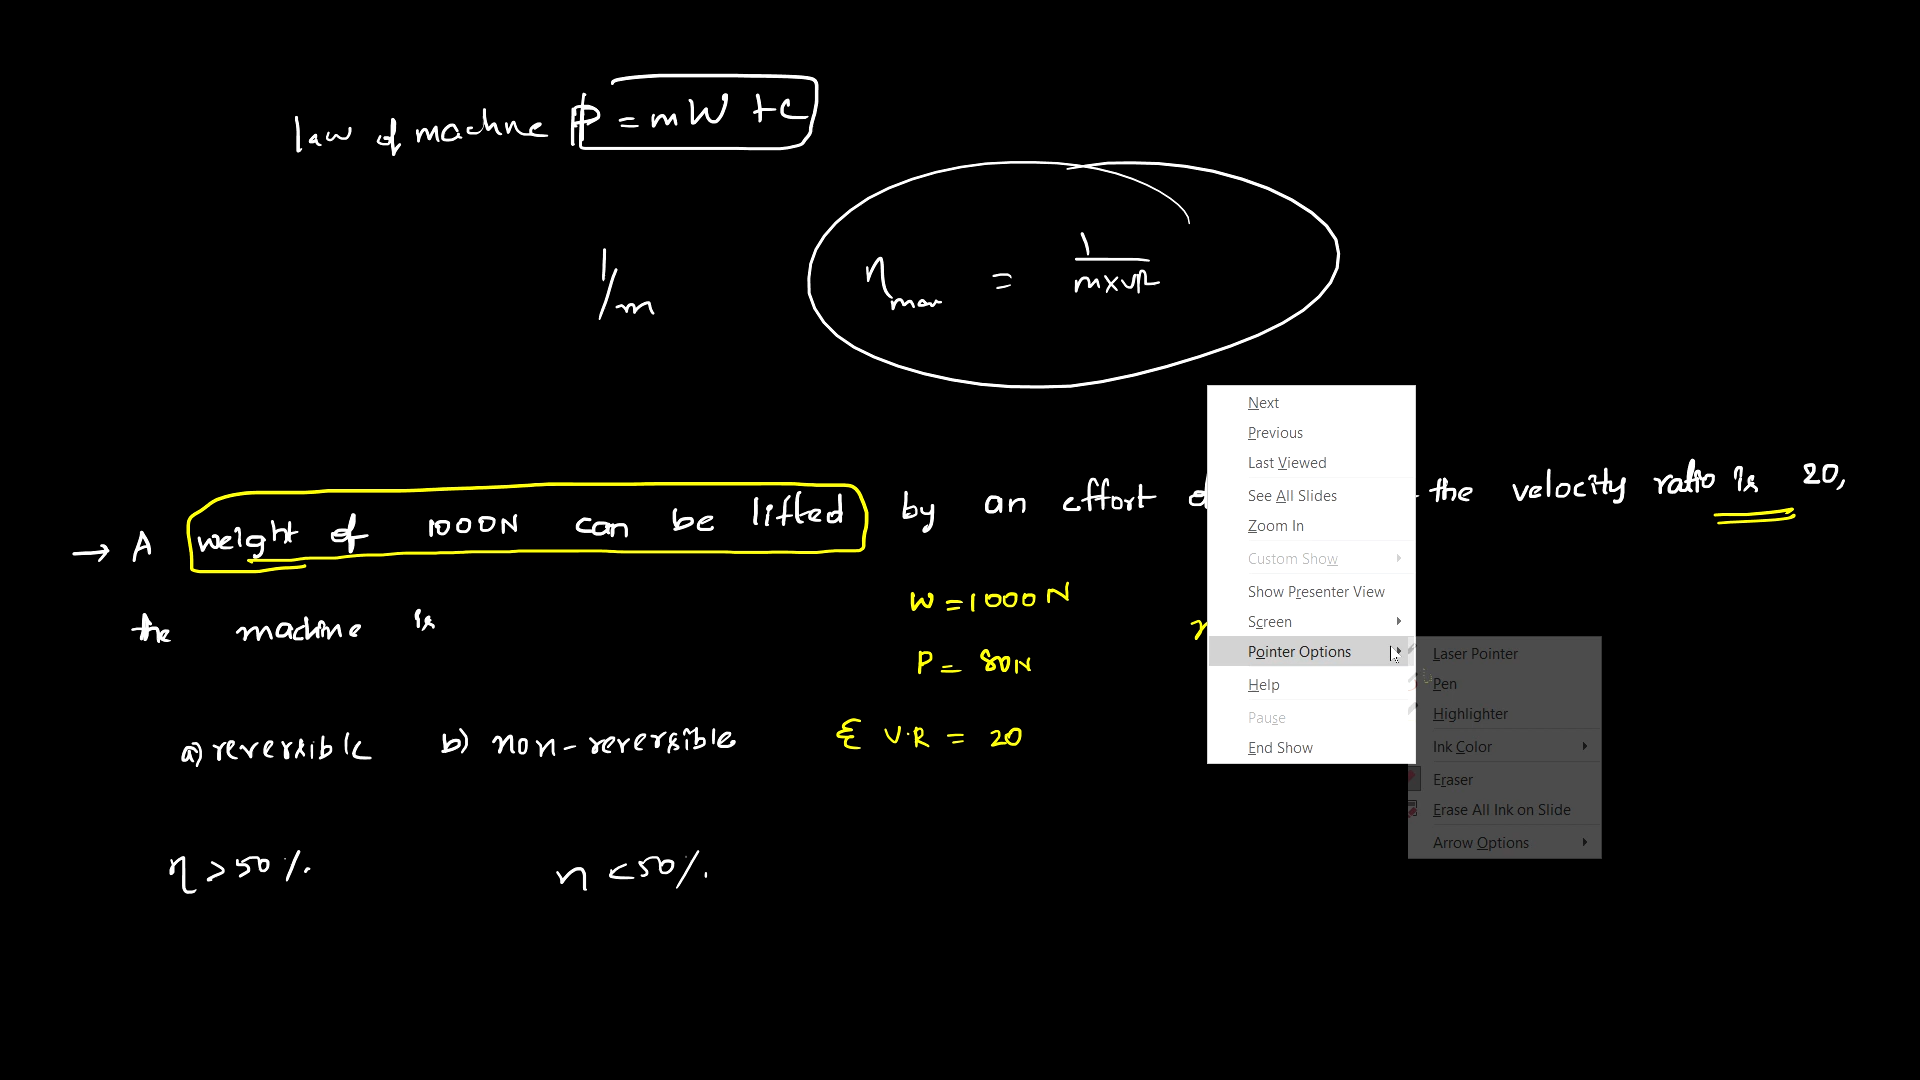 law of machine P = mW + c
1/m
η max = 1/m×VR
Next
Previous
Last Viewed
See All Slides
Zoom In
Custom Show
Show Presenter View
Screen
Pointer Options
Help
Pause
End Show
Laser Pointer
Pen
Highlighter
Ink Color
Eraser
Erase All Ink on Slide
Arrow Options
→ A weight of 1000N can be lifted by an effort the velocity ratio is 20,
the machine is
W = 1000 N
P = 80N
& V.R = 20
a) reversible b) non-reversible
η > 50%. η < 50%.